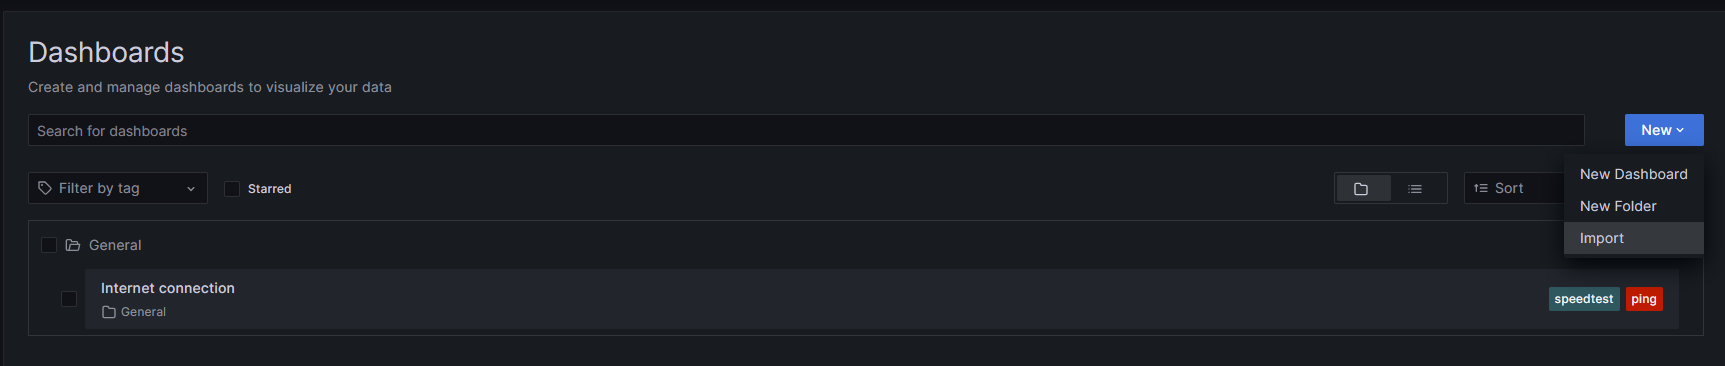 Dashboards
Create and manage dashboards to visualize your data
Search for dashboards
New
Filter by tag
Starred
Sort
New Dashboard
New Folder
Import
General
Internet connection
General
speedtest
ping